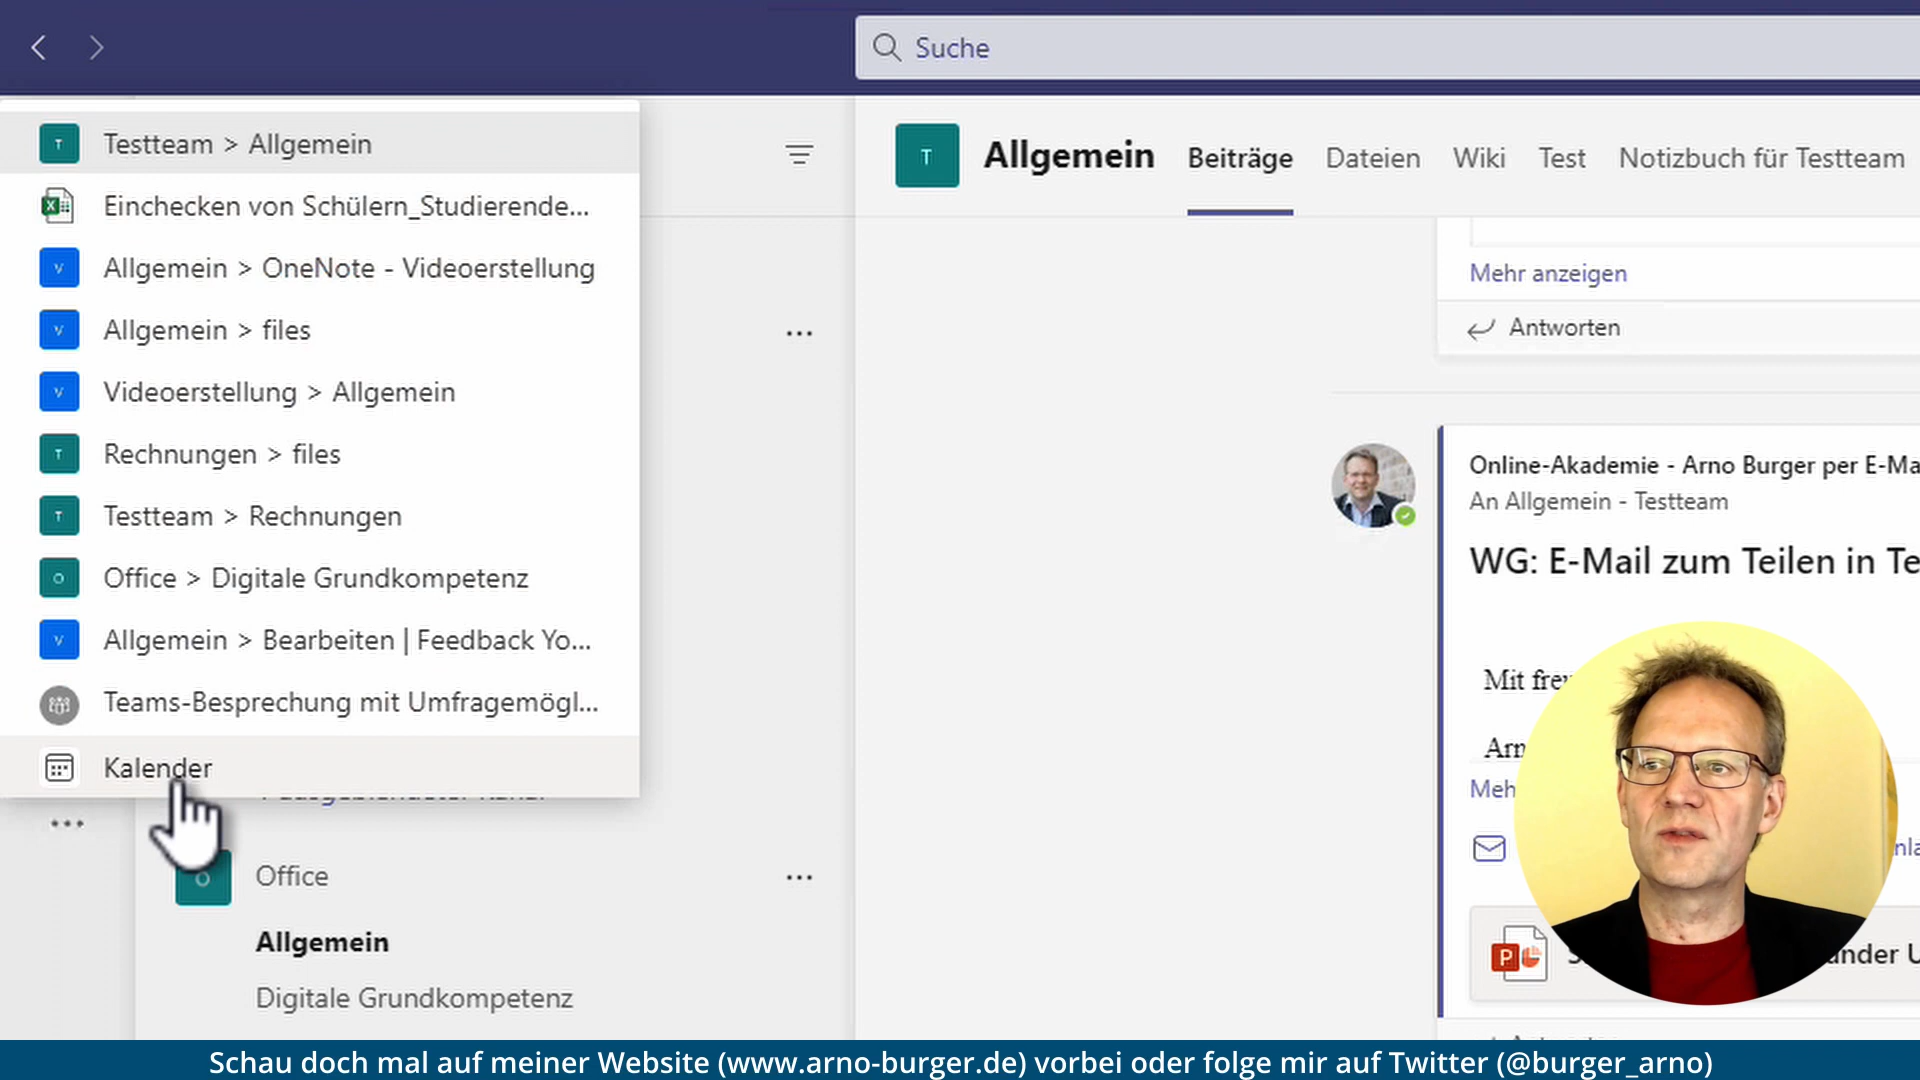 Suche
T Testteam > Allgemein
Einchecken von Schülern_Studierende...
V Allgemein > OneNote - Videoerstellung
V Allgemein > files
V Videoerstellung > Allgemein
T Rechnungen > files
T Testteam > Rechnungen
O Office > Digitale Grundkompetenz
V Allgemein > Bearbeiten | Feedback Yo...
Teams-Besprechung mit Umfragemögl...
Kalender
O Office
Allgemein
Digitale Grundkompetenz
T Allgemein Beiträge Dateien Wiki Test Notizbuch für Testteam
Mehr anzeigen
Antworten
Online-Akademie - Arno Burger per E-Ma
An Allgemein - Testteam
WG: E-Mail zum Teilen in Te
Mit
Schau doch mal auf meiner Website (www.arno-burger.de) vorbei oder folge mir auf Twitter (@burger_arno)